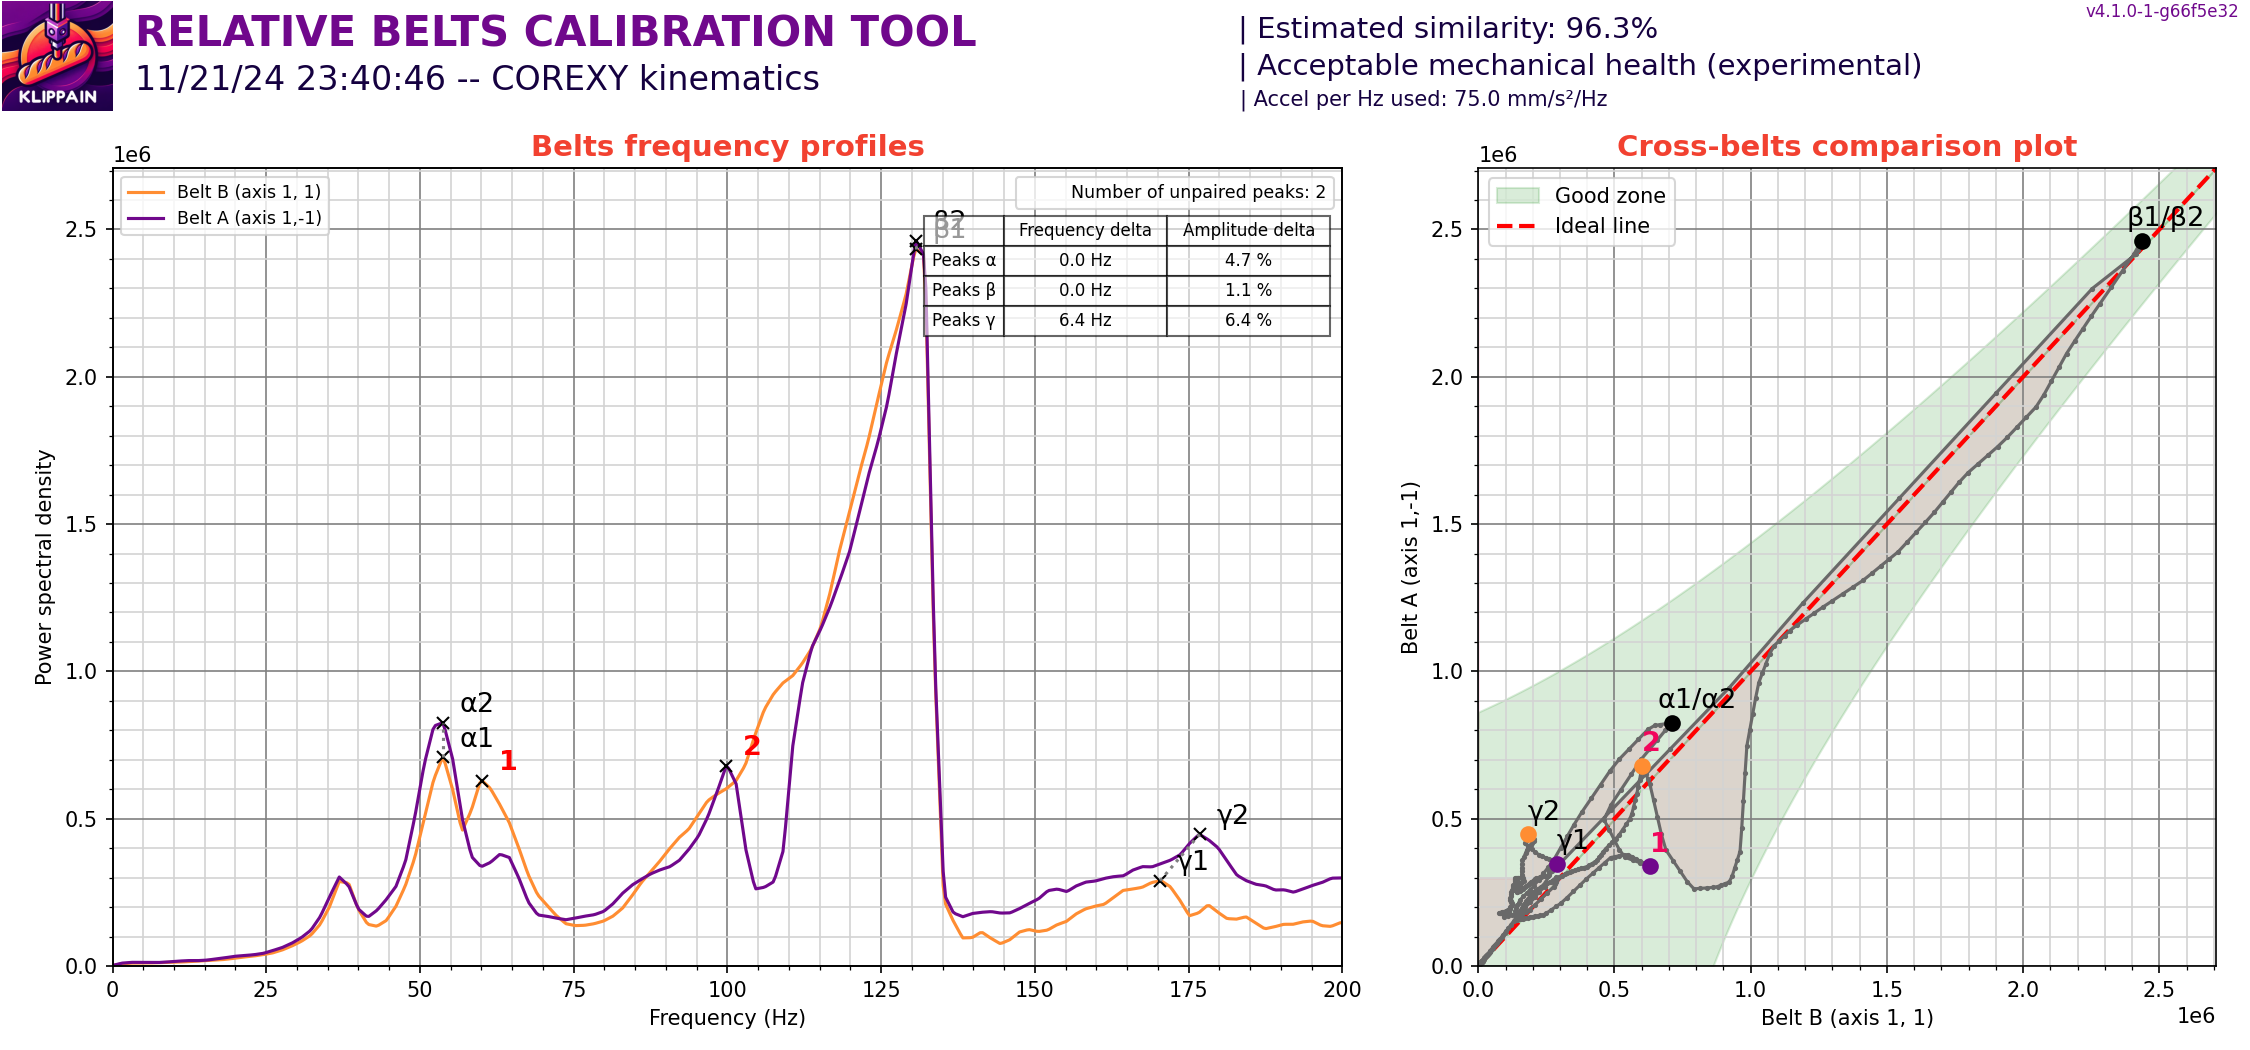 KLIPPAIN
RELATIVE BELTS CALIBRATION TOOL
11/21/24 23:40:46 -- COREXY kinematics
| Estimated similarity: 96.3%
| Acceptable mechanical health (experimental)
| Accel per Hz used: 75.0 mm/s²/Hz
v4.1.0-1-g66f5e32
Belts frequency profiles
1e6
Belt B (axis 1, 1)
Belt A (axis 1,-1)
Number of unpaired peaks: 2
Frequency delta Amplitude delta
Peaks α 0.0 Hz 4.7 %
Peaks β 0.0 Hz 1.1 %
Peaks γ 6.4 Hz 6.4 %
β2
β1
α2
α1
1
2
γ2
γ1
2.5
2.0
1.5
1.0
0.5
0.0
Power spectral density
0 25 50 75 100 125 150 175 200
Frequency (Hz)
Cross-belts comparison plot
1e6
Good zone
Ideal line
β1/β2
α1/α2
2
γ2
γ1
1
2.5
2.0
1.5
1.0
0.5
0.0
Belt A (axis 1,-1)
0.0 0.5 1.0 1.5 2.0 2.5
Belt B (axis 1, 1)
1e6